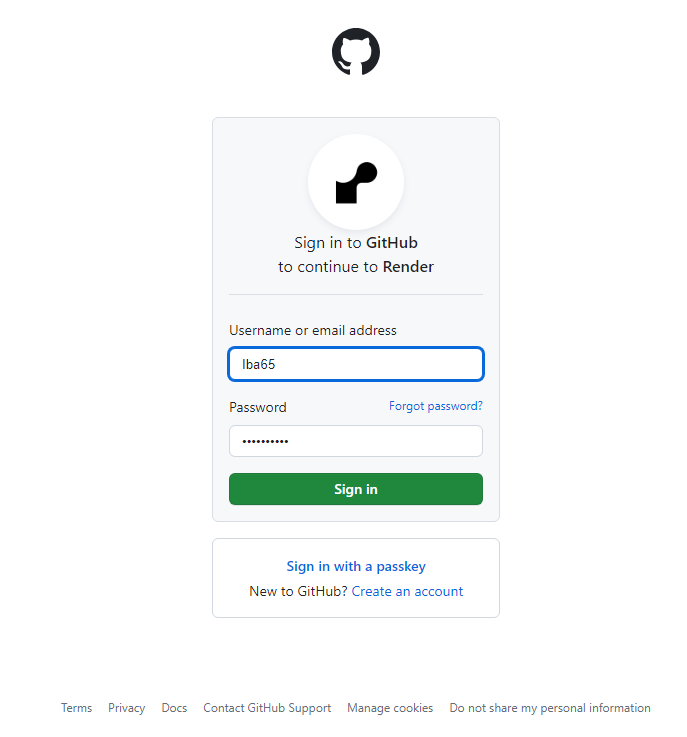 Sign in to GitHub
to continue to Render
Username or email address
lba65
Password Forgot password?
••••••••••
Sign in
Sign in with a passkey
New to GitHub? Create an account
Terms Privacy Docs Contact GitHub Support Manage cookies Do not share my personal information